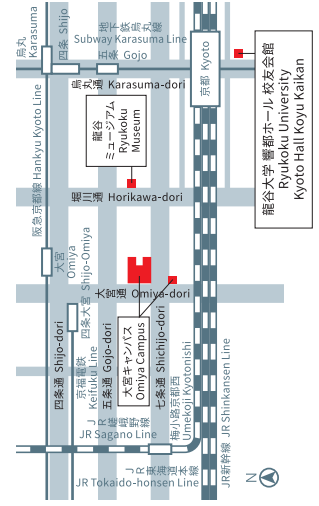 烏丸
Karasuma
四条 Shijo
地下鉄烏丸線
Subway Karasuma Line
五条 Gojo
京都 Kyoto
烏丸通 Karasuma-dori
龍谷大学 響都ホール 校友会館
Ryukoku University
Kyoto Hall Koyu Kaikan
龍谷
ミュージアム
Ryukoku
Museum
阪急京都線 Hankyu Kyoto Line
堀川通 Horikawa-dori
大宮
Omiya
四条大宮 Shijo-Omiya
大宮通 Omiya-dori
四条通 Shijo-dori
京福電鉄
Keifuku Line
五条通 Gojo-dori
大宮キャンパス
Omiya Campus
七条通 Shichijo-dori
梅小路京都西
Umekoji Kyotonishi
JR嵯峨野線
JR Sagano Line
JR東海道本線
JR Tokaido-honsen Line
JR新幹線 JR Shinkansen Line
N